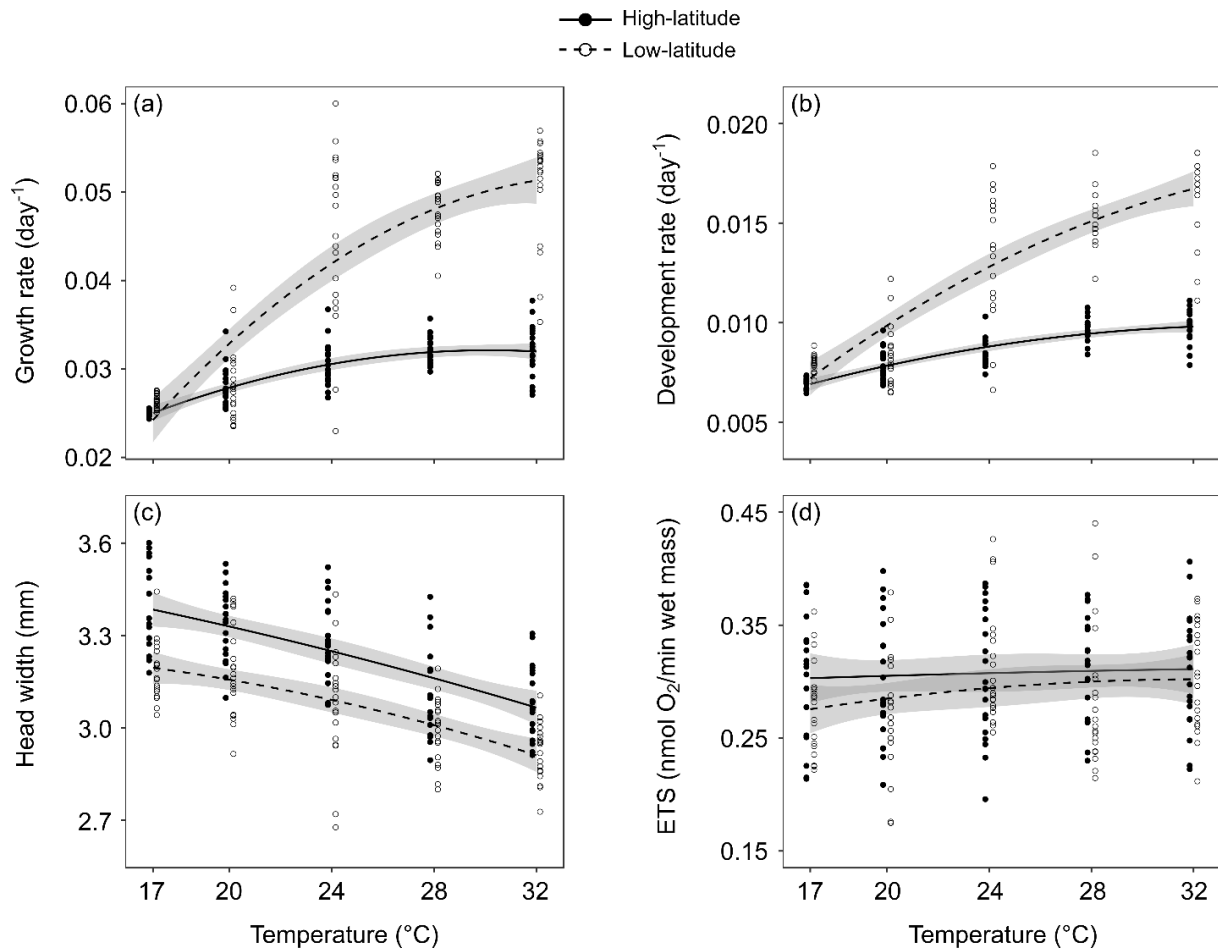 High-latitude
Low-latitude
(a)
0.06
0.05
0.04
0.03
0.02
Growth rate (day-1)
(b)
0.020
0.015
0.010
0.005
Development rate (day-1)
(c)
3.6
3.3
3.0
2.7
Head width (mm)
17 20 24 28 32
Temperature (°C)
(d)
0.45
0.35
0.25
0.15
ETS (nmol O2/min wet mass)
17 20 24 28 32
Temperature (°C)